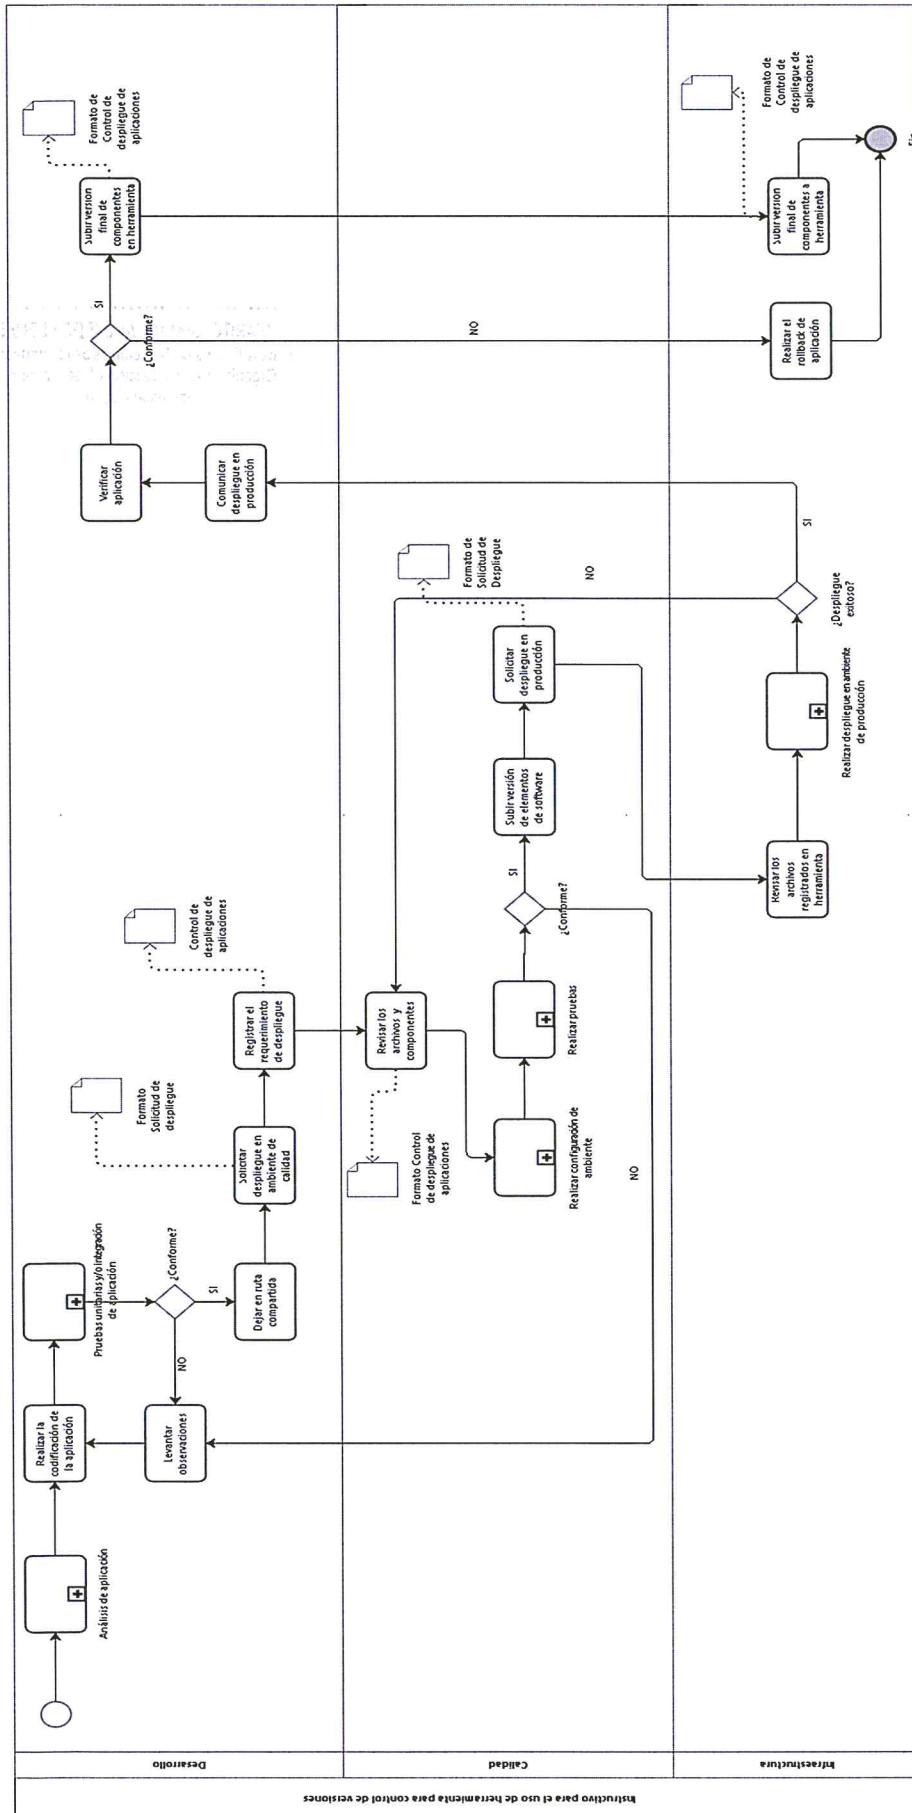 Instructivo para el uso de herramienta para control de versiones
Desarrollo
Análisis de aplicación
Realizar la
codificación de
la aplicación
Levantar
observaciones
Pruebas unitarias y/o integración
de aplicación
¿Conforme?
NO
SI
Dejar en ruta
compartida
Solicitar
despliegue en
ambiente de
calidad
Formato
Solicitud de
despliegue
Registrar el
requerimiento
de despliegue
Control de
despliegue de
aplicaciones
Comunicar
despliegue en
producción
Verificar
aplicación
¿Conforme?
SI
NO
Subir version
final de
componentes
en herramienta
Formato de
Control de
despliegue de
aplicaciones
Calidad
Revisar los
archivos y
componentes
Formato Control
de despliegue de
aplicaciones
Realizar configuración de
ambiente
Realizar pruebas
¿Conforme?
SI
NO
Subir versión
de elementos
de software
Solicitar
despliegue en
producción
Formato de
Solicitud de
Despliegue
NO
Infraestructura
Revisar los
archivos
registrados en
herramienta
Realizar despliegue en ambiente
de producción
¿Despliegue
exitoso?
SI
Realizar el
rollback de
aplicación
Subir version
final de
componentes a
herramienta
Formato de
Control de
despliegue de
aplicaciones